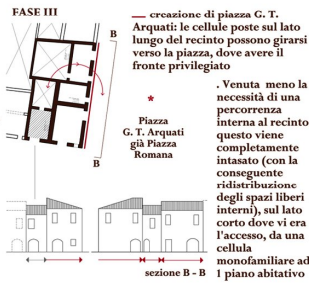 FASE III
creazione di piazza G. T.
Arquati: le cellule poste sul lato
lungo del recinto possono girarsi
verso la piazza, dove avere il
fronte privilegiato
B
B
*
Piazza
G. T. Arquati
già Piazza
Romana
. Venuta meno la
necessità di una
percorrenza
interna al recinto
questo viene
completamente
intasato (con la
conseguente
ridistribuzione
degli spazi liberi
interni), sul lato
corto dove vi era
l'accesso, da una
cellula
monofamiliare ad
1 piano abitativo
sezione B - B